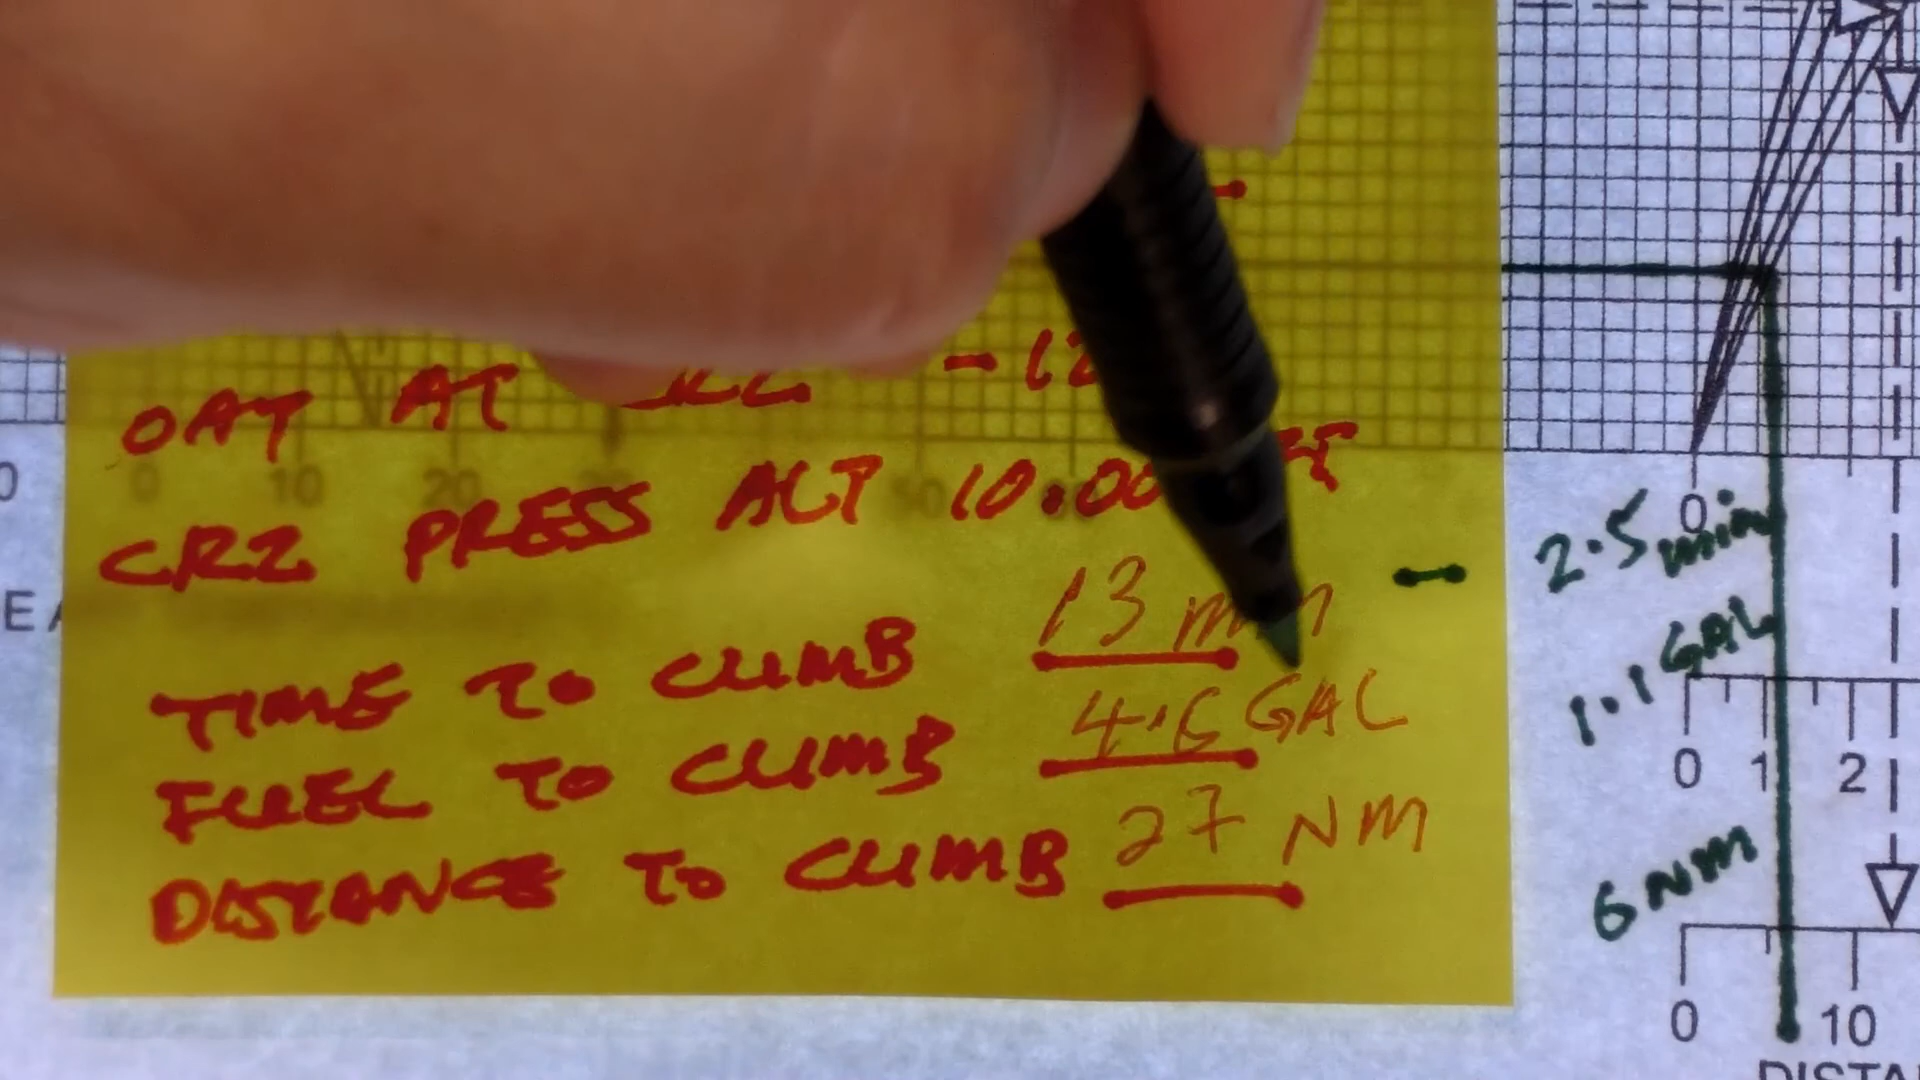 OAT AT - 12
CRZ PRESS ALT 10.00
0 10 20 50
0
TIME TO CLIMB 13 min - 2.5 min
FUEL TO CLIMB 4.6 GAL 1.1 GAL
0 1 2
DISTANCE TO CLIMB 27 NM 6 NM
0 10